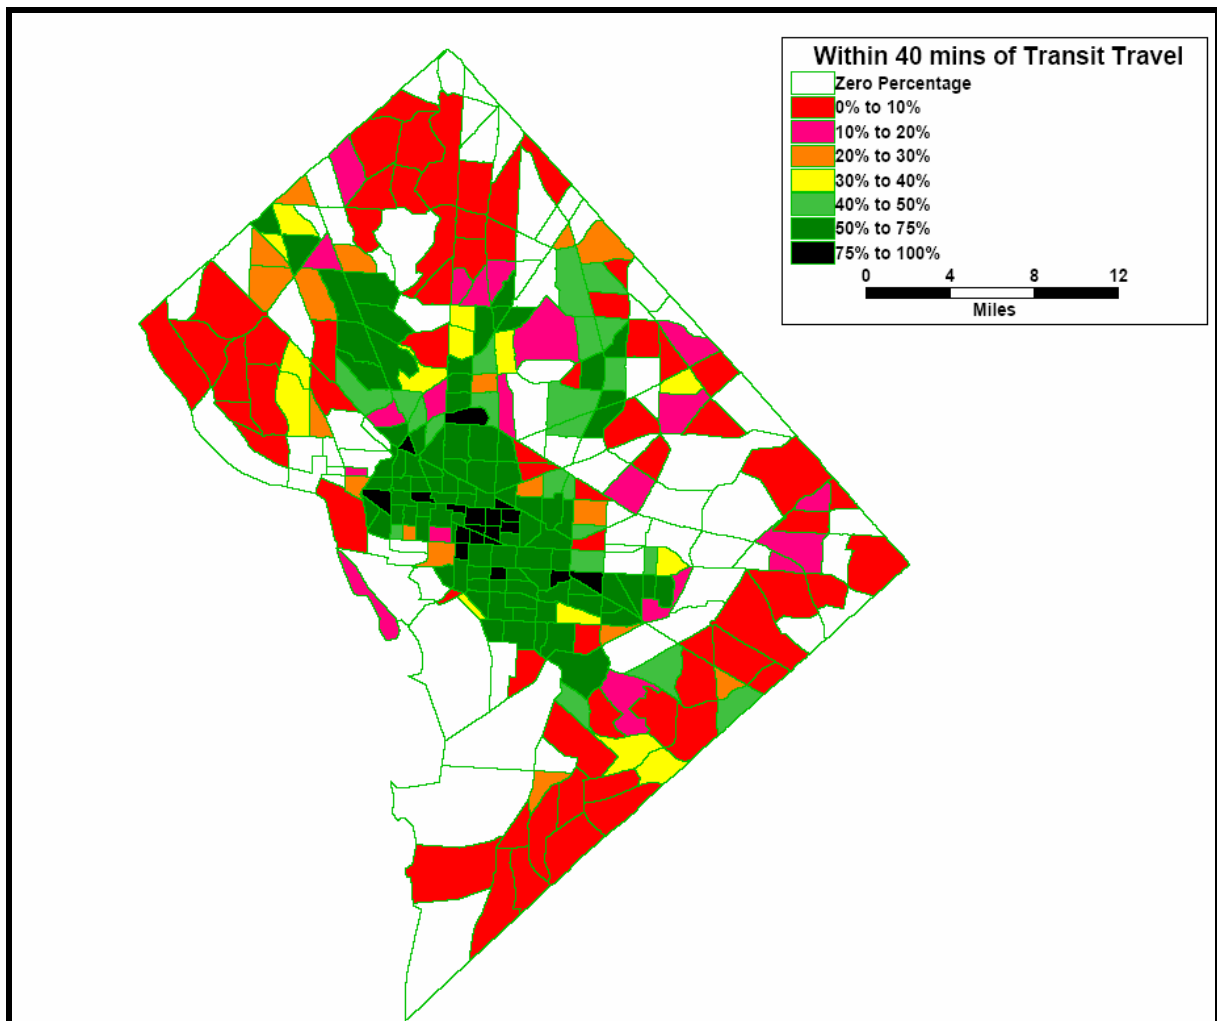 Within 40 mins of Transit Travel
Zero Percentage
0% to 10%
10% to 20%
20% to 30%
30% to 40%
40% to 50%
50% to 75%
75% to 100%
0 4 8 12
Miles